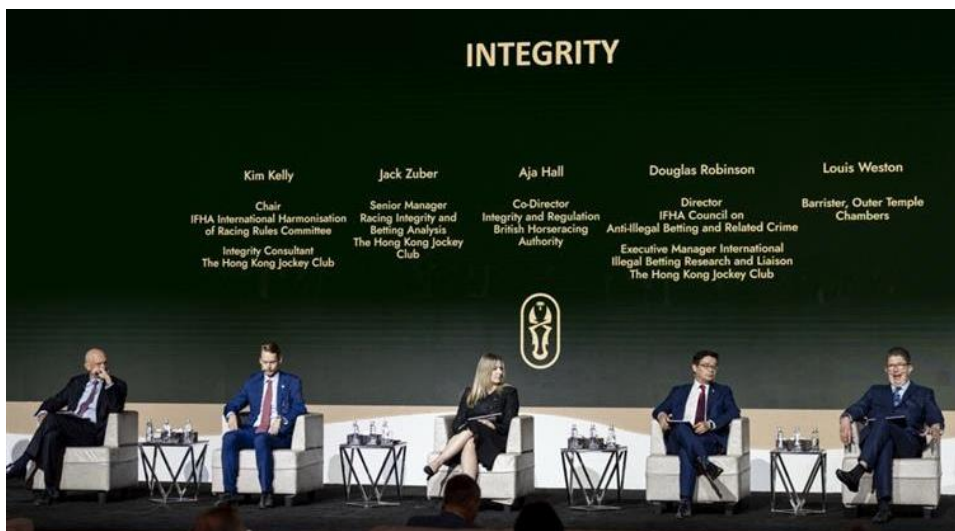 INTEGRITY
Kim Kelly
Chair
IFHA International Harmonisation
of Racing Rules Committee
Integrity Consultant
The Hong Kong Jockey Club
Jack Zuber
Senior Manager
Racing Integrity and
Betting Analysis
The Hong Kong Jockey
Club
Aja Hall
Co-Director
Integrity and Regulation
British Horseracing
Authority
Douglas Robinson
Director
IFHA Council on
Anti-Illegal Betting and Related Crime
Executive Manager International
Illegal Betting Research and Liaison
The Hong Kong Jockey Club
Louis Weston
Barrister, Outer Temple
Chambers